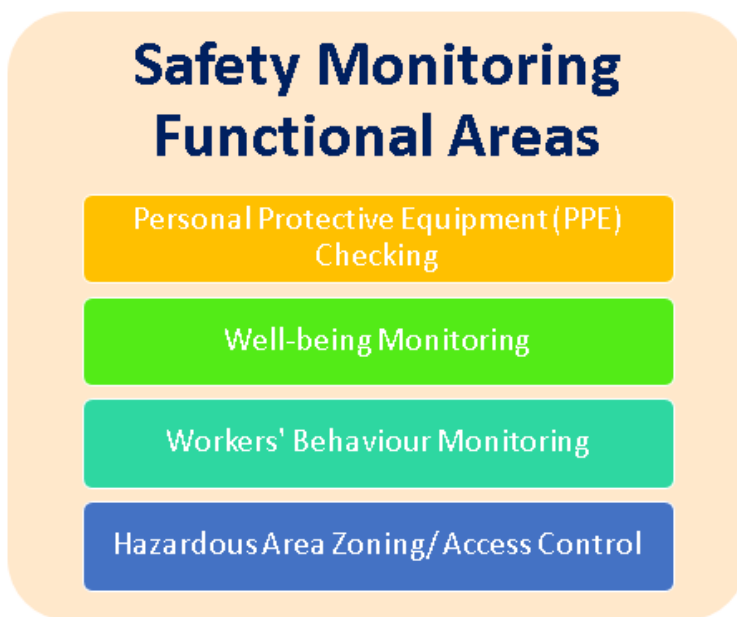 Safety Monitoring
Functional Areas
Personal Protective Equipment (PPE)
Checking
Well-being Monitoring
Workers' Behaviour Monitoring
Hazardous Area Zoning/ Access Control